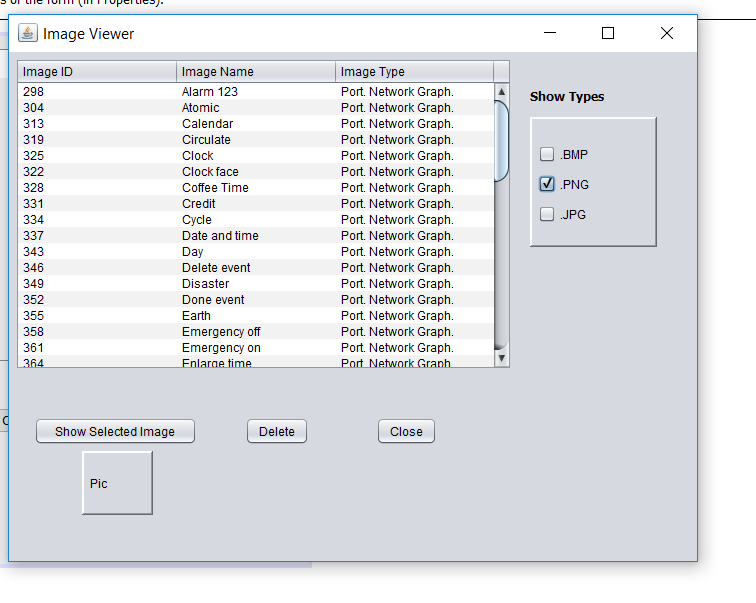 s of the form (in Properties).
Image Viewer
Image ID Image Name Image Type
298 Alarm 123 Port. Network Graph.
304 Atomic Port. Network Graph.
313 Calendar Port. Network Graph.
319 Circulate Port. Network Graph.
325 Clock Port. Network Graph.
322 Clock face Port. Network Graph.
328 Coffee Time Port. Network Graph.
331 Credit Port. Network Graph.
334 Cycle Port. Network Graph.
337 Date and time Port. Network Graph.
343 Day Port. Network Graph.
346 Delete event Port. Network Graph.
349 Disaster Port. Network Graph.
352 Done event Port. Network Graph.
355 Earth Port. Network Graph.
358 Emergency off Port. Network Graph.
361 Emergency on Port. Network Graph.
364 Enlarge time Port. Network Graph.
Show Types
.BMP
.PNG
.JPG
Show Selected Image Delete Close
Pic